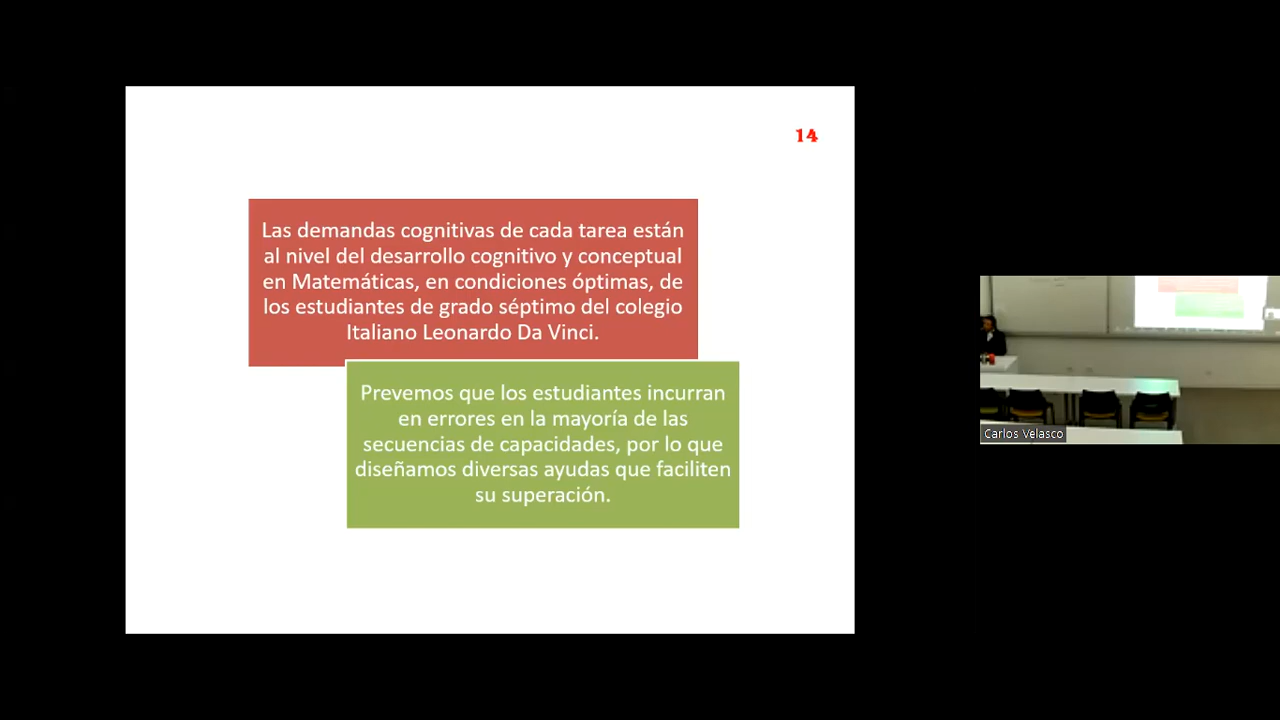 14
Las demandas cognitivas de cada tarea están
al nivel del desarrollo cognitivo y conceptual
en Matemáticas, en condiciones óptimas, de
los estudiantes de grado séptimo del colegio
Italiano Leonardo Da Vinci.
Prevemos que los estudiantes incurran
en errores en la mayoría de las
secuencias de capacidades, por lo que
diseñamos diversas ayudas que faciliten
su superación.
Carlos Velasco